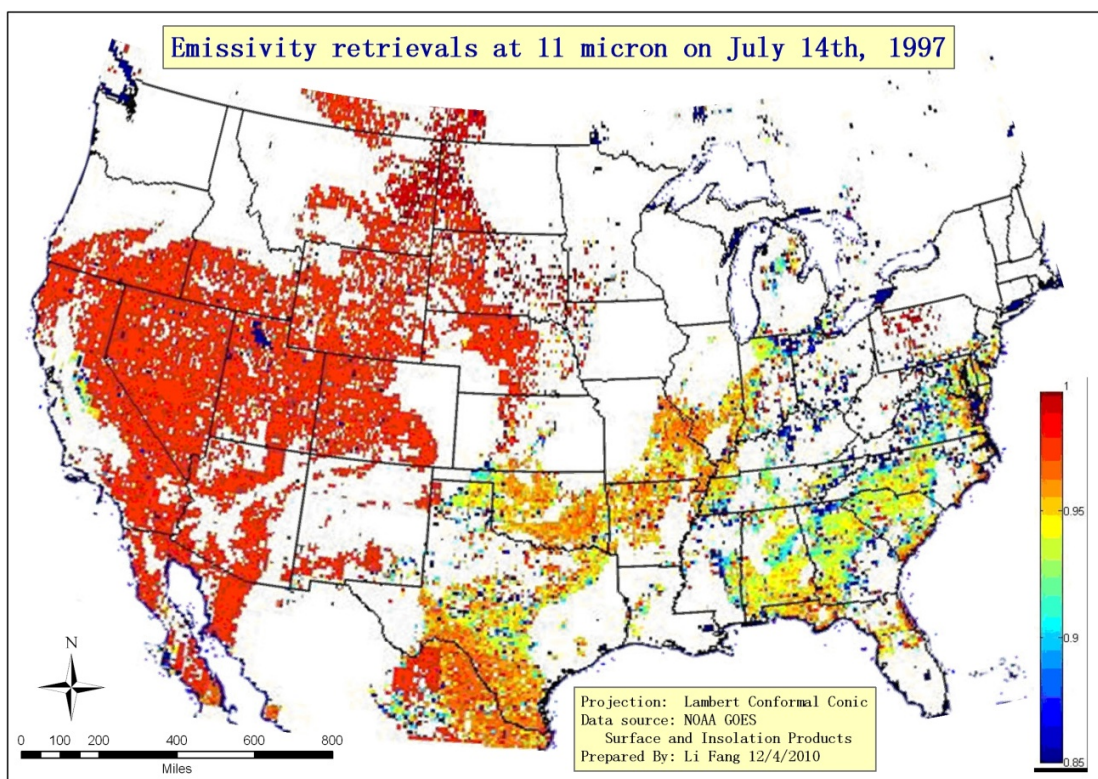 Emissivity retrievals at 11 micron on July 14th, 1997
1
0.95
0.9
0.85
N
0 100 200 400 600 800
Miles
Projection: Lambert Conformal Conic
Data source: NOAA GOES
Surface and Insolation Products
Prepared By: Li Fang 12/4/2010